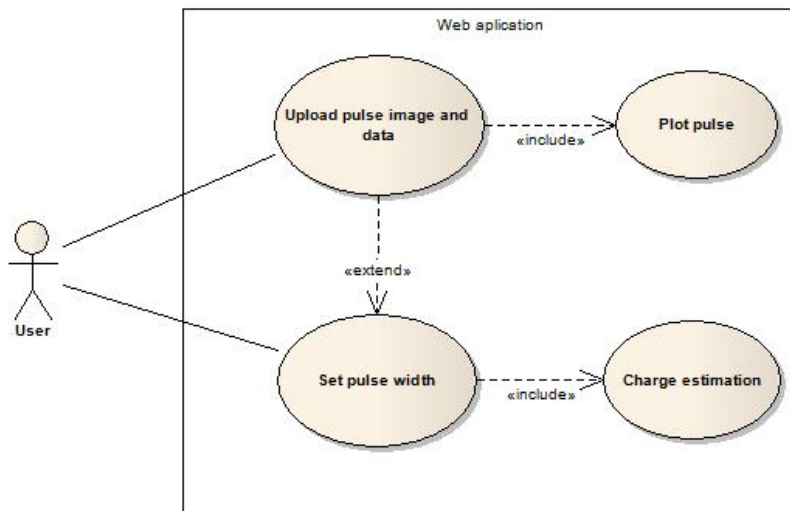 Web aplication
Upload pulse image and
data
«include»
Plot pulse
«extend»
User
Set pulse width
«include»
Charge estimation